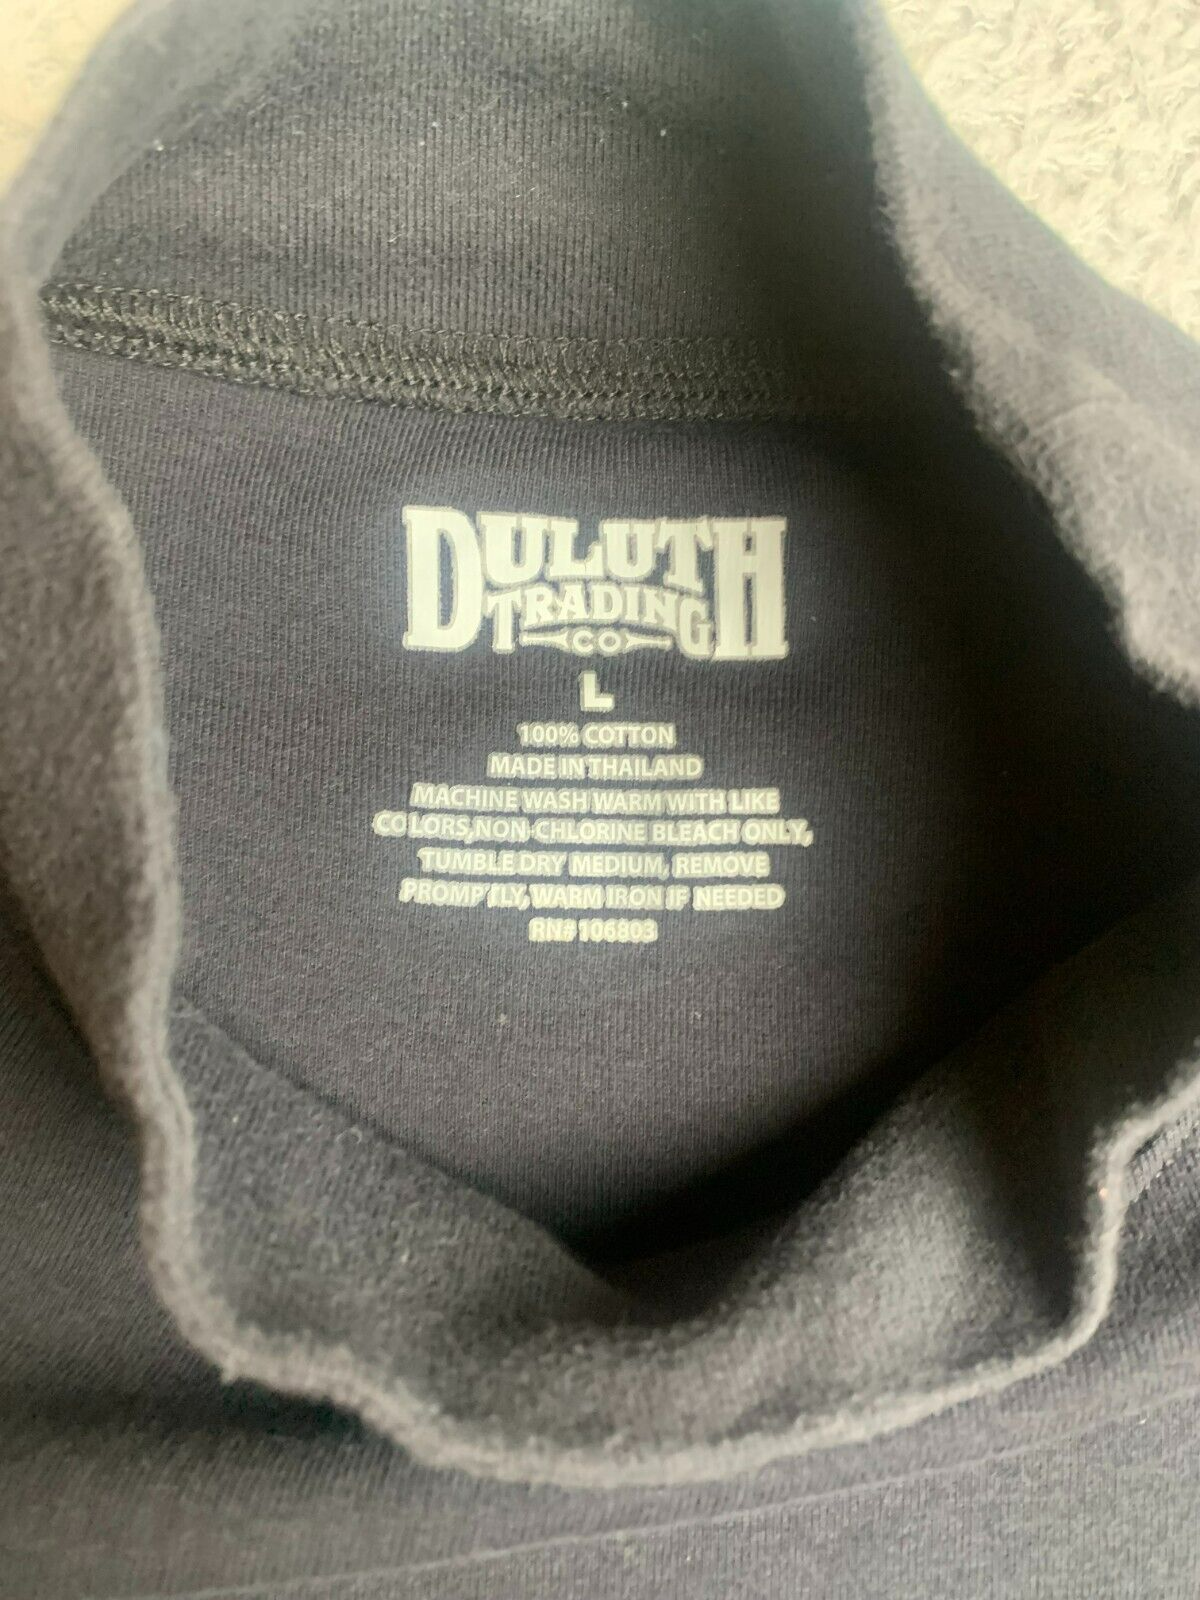 DULUTH
TRADING
CO
L
100% COTTON
MADE IN THAILAND
MACHINE WASH WARM WITH LIKE
COLORS, NON-CHLORINE BLEACH ONLY,
TUMBLE DRY MEDIUM, REMOVE
PROMPTLY, WARM IRON IF NEEDED
RN# 106803